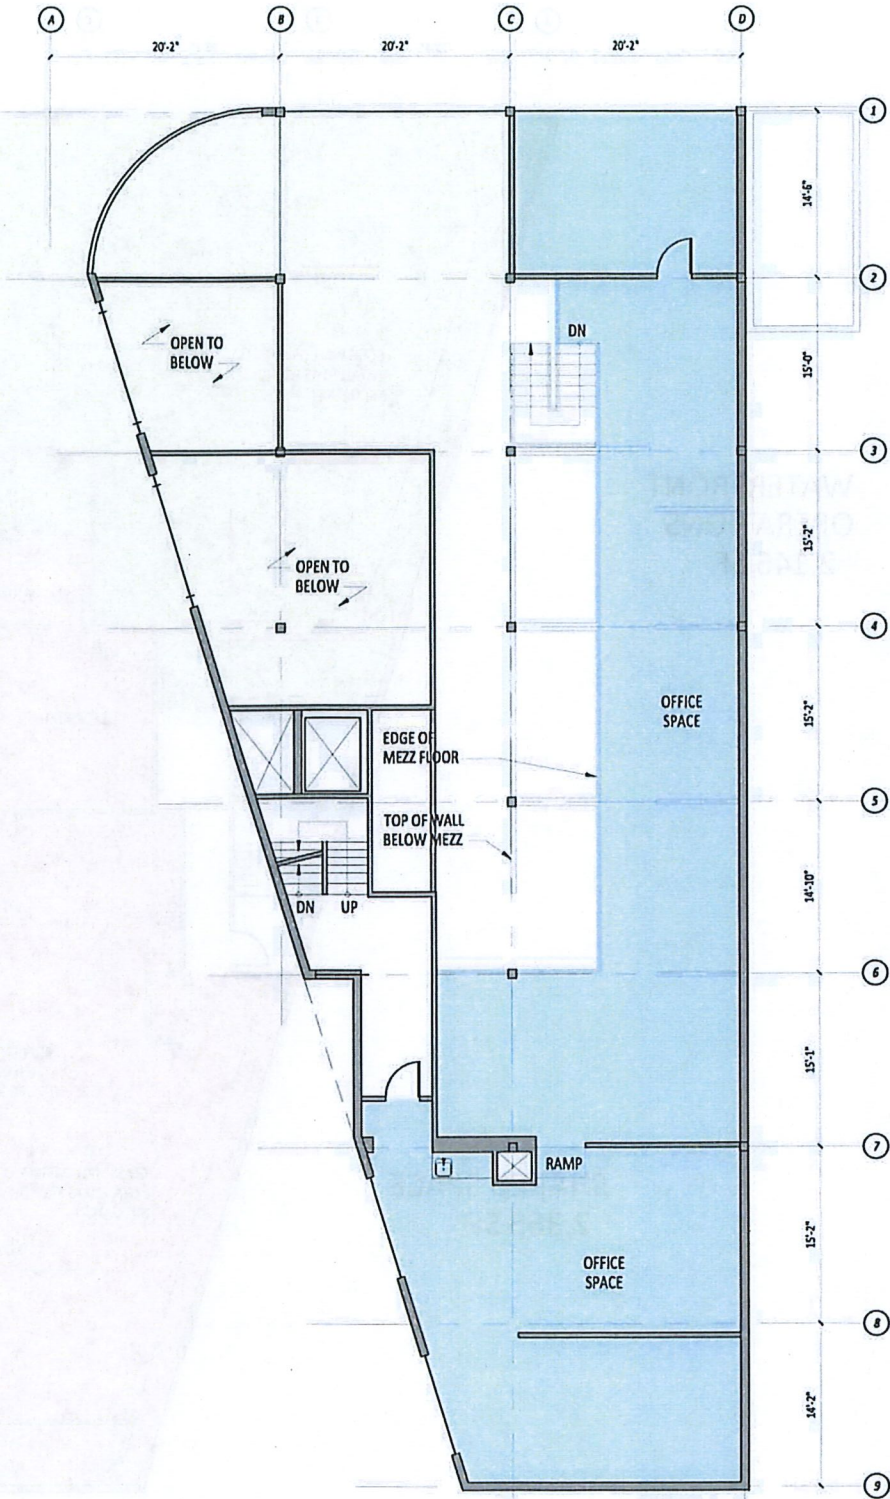 A
B
C
D
20'-2"
20'-2"
20'-2"
1
14'-6"
2
DN
OPEN TO
BELOW
15'-0"
3
15'-2"
OPEN TO
BELOW
4
OFFICE
SPACE
15'-2"
EDGE OF
MEZZ FLOOR
5
TOP OF WALL
BELOW MEZZ
14'-10"
DN
UP
6
15'-1"
7
RAMP
15'-2"
OFFICE
SPACE
8
14'-2"
9